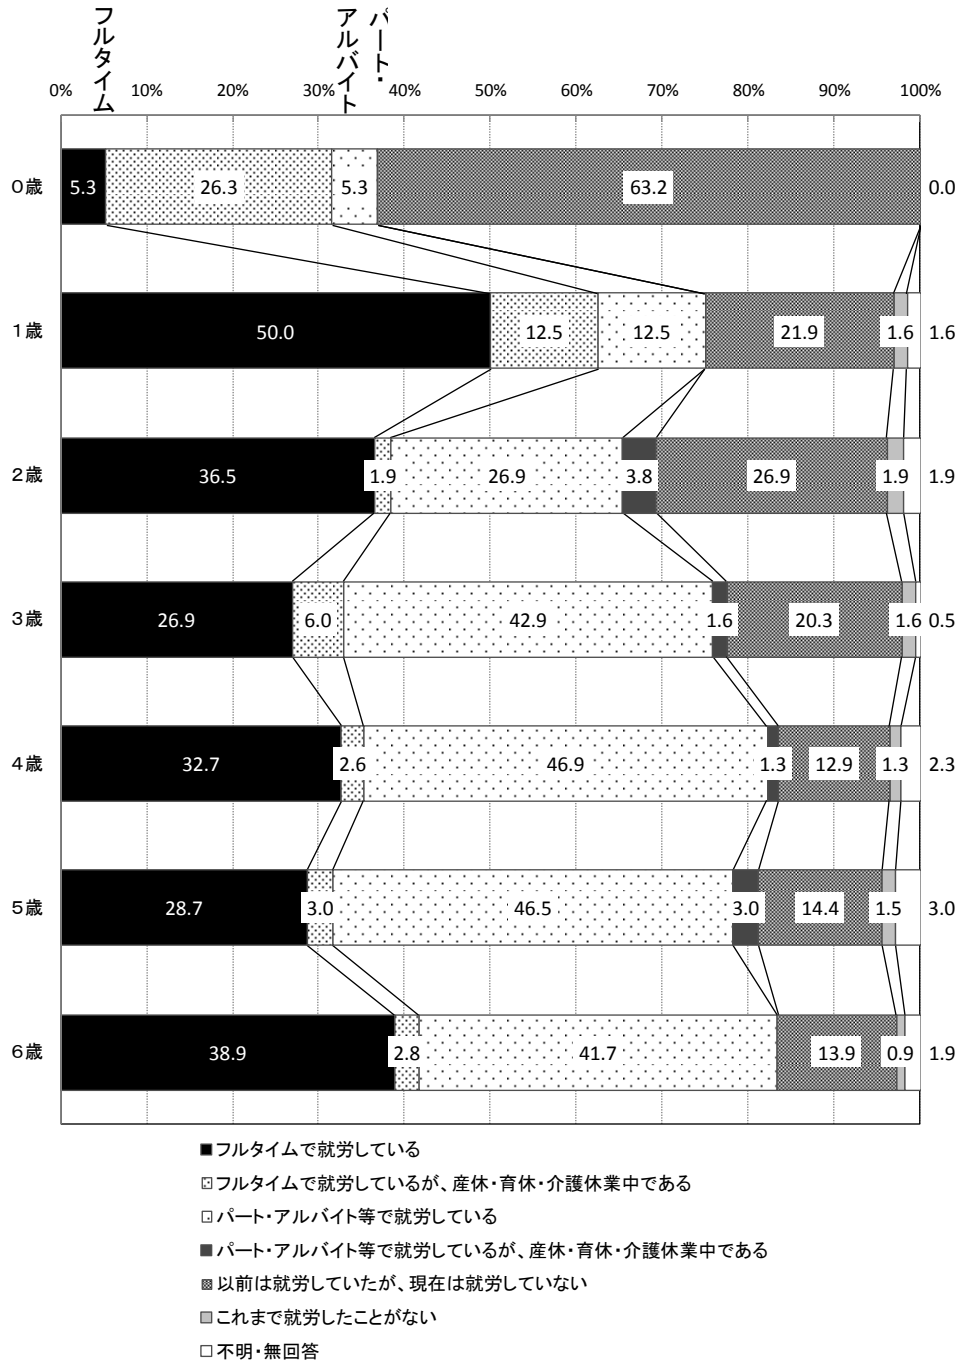 フルタイム
パート・
アルバイト
0% 10% 20% 30% 40% 50% 60% 70% 80% 90% 100%
0歳 5.3 26.3 5.3 63.2 0.0
1歳 50.0 12.5 12.5 21.9 1.6 1.6
2歳 36.5 1.9 26.9 3.8 26.9 1.9 1.9
3歳 26.9 6.0 42.9 1.6 20.3 1.6 0.5
4歳 32.7 2.6 46.9 1.3 12.9 1.3 2.3
5歳 28.7 3.0 46.5 3.0 14.4 1.5 3.0
6歳 38.9 2.8 41.7 13.9 0.9 1.9
フルタイムで就労している
フルタイムで就労しているが、産休・育休・介護休業中である
パート・アルバイト等で就労している
パート・アルバイト等で就労しているが、産休・育休・介護休業中である
以前は就労していたが、現在は就労していない
これまで就労したことがない
不明・無回答